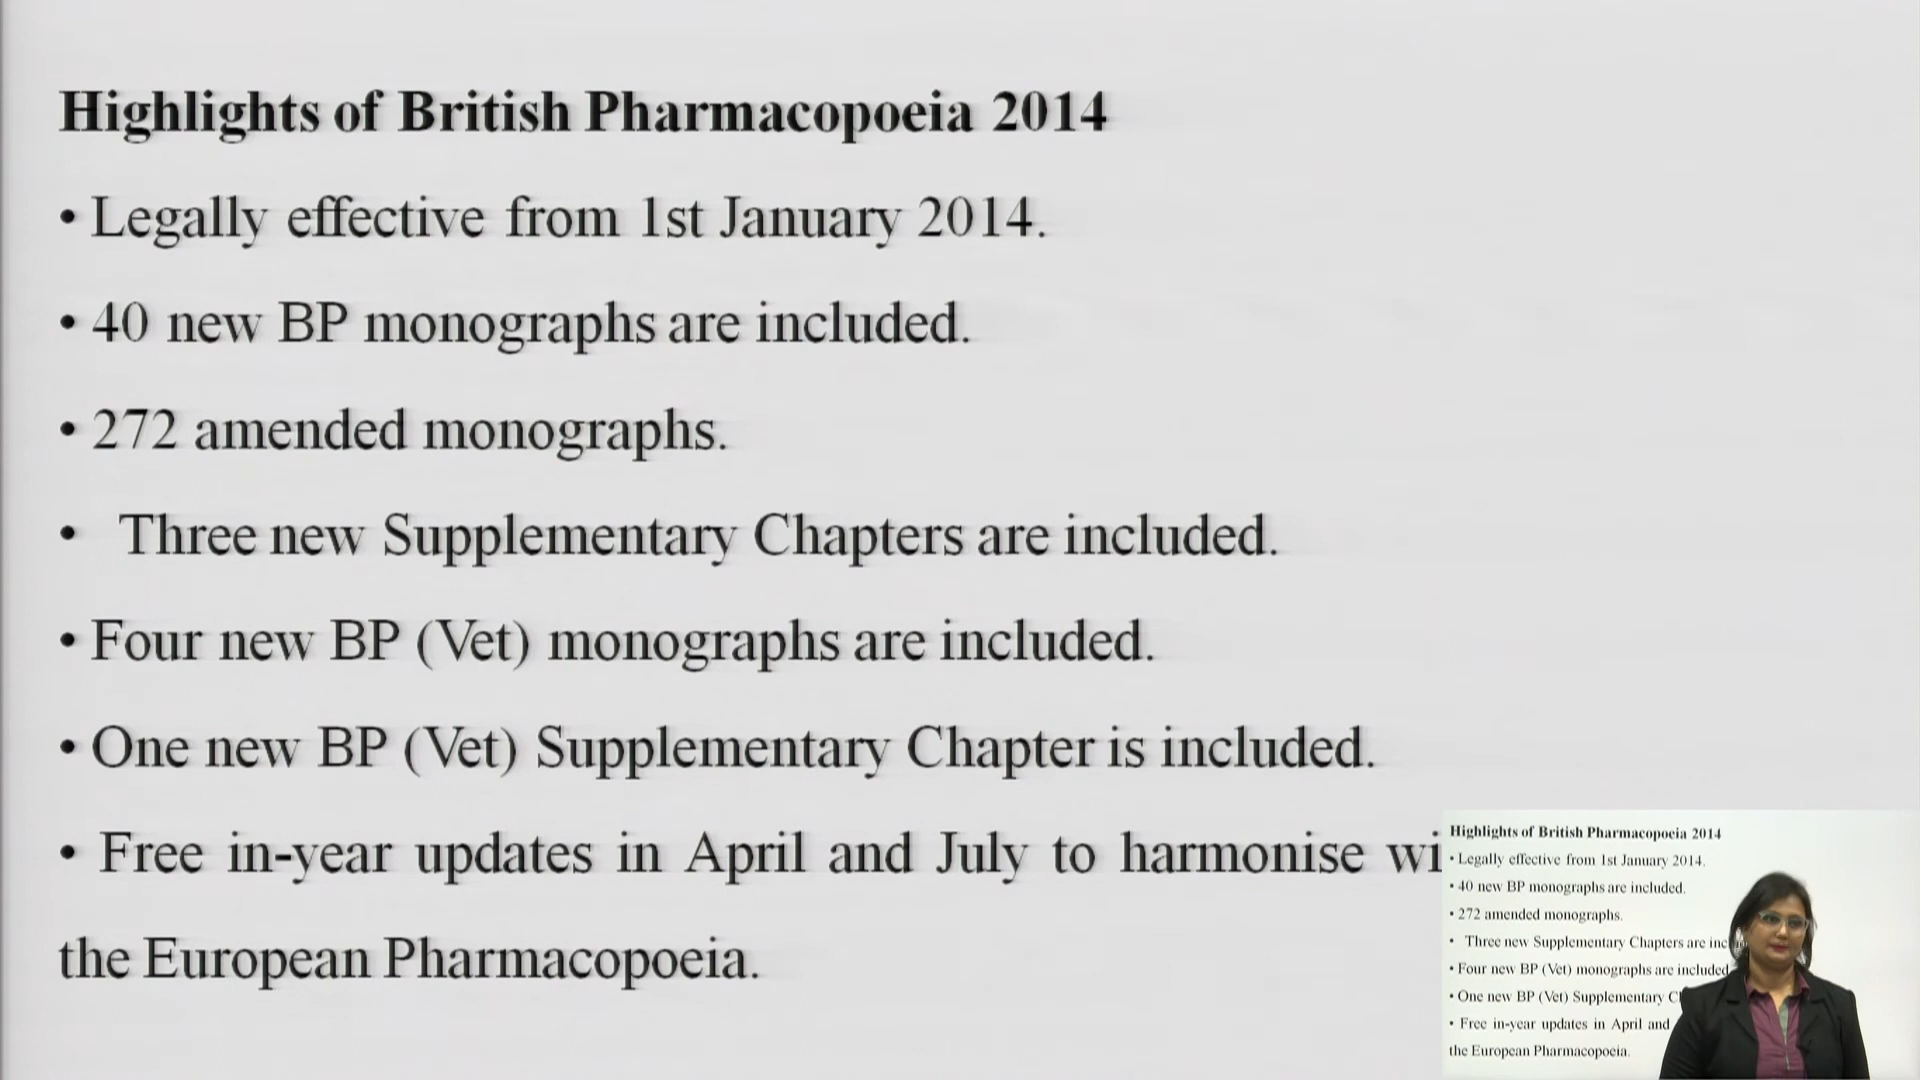 Highlights of British Pharmacopoeia 2014
• Legally effective from 1st January 2014.
• 40 new BP monographs are included.
• 272 amended monographs.
• Three new Supplementary Chapters are included.
• Four new BP (Vet) monographs are included.
• One new BP (Vet) Supplementary Chapter is included.
• Free in-year updates in April and July to harmonise wi
the European Pharmacopoeia.
Highlights of British Pharmacopoeia 2014
• Legally effective from 1st January 2014.
• 40 new BP monographs are included.
• 272 amended monographs.
• Three new Supplementary Chapters are inc
• Four new BP (Vet) monographs are included
• One new BP (Vet) Supplementary C
• Free in-year updates in April and
the European Pharmacopoeia.